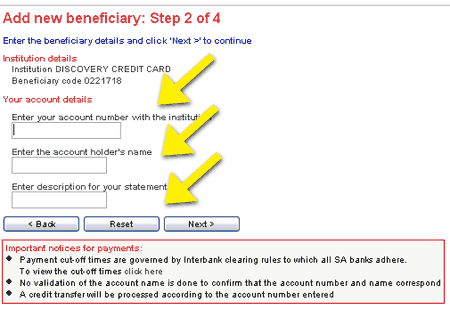 Add new beneficiary: Step 2 of 4
Enter the beneficiary details and click 'Next >' to continue
Institution details
Institution DISCOVERY CREDIT CARD
Beneficiary code 0221718
Your account details
Enter your account number with the institution
Enter the account holder's name
Enter description for your statement
< Back Reset Next >
Important notices for payments:
Payment cut-off times are governed by Interbank clearing rules to which all SA banks adhere.
To view the cut-off times click here
No validation of the account name is done to confirm that the account number and name correspond
A credit transfer will be processed according to the account number entered